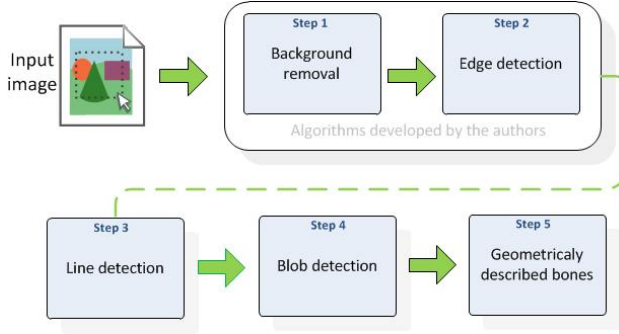 Input
image
Step 1
Background
removal
Step 2
Edge detection
Algorithms developed by the authors
Step 3
Line detection
Step 4
Blob detection
Step 5
Geometricaly
described bones